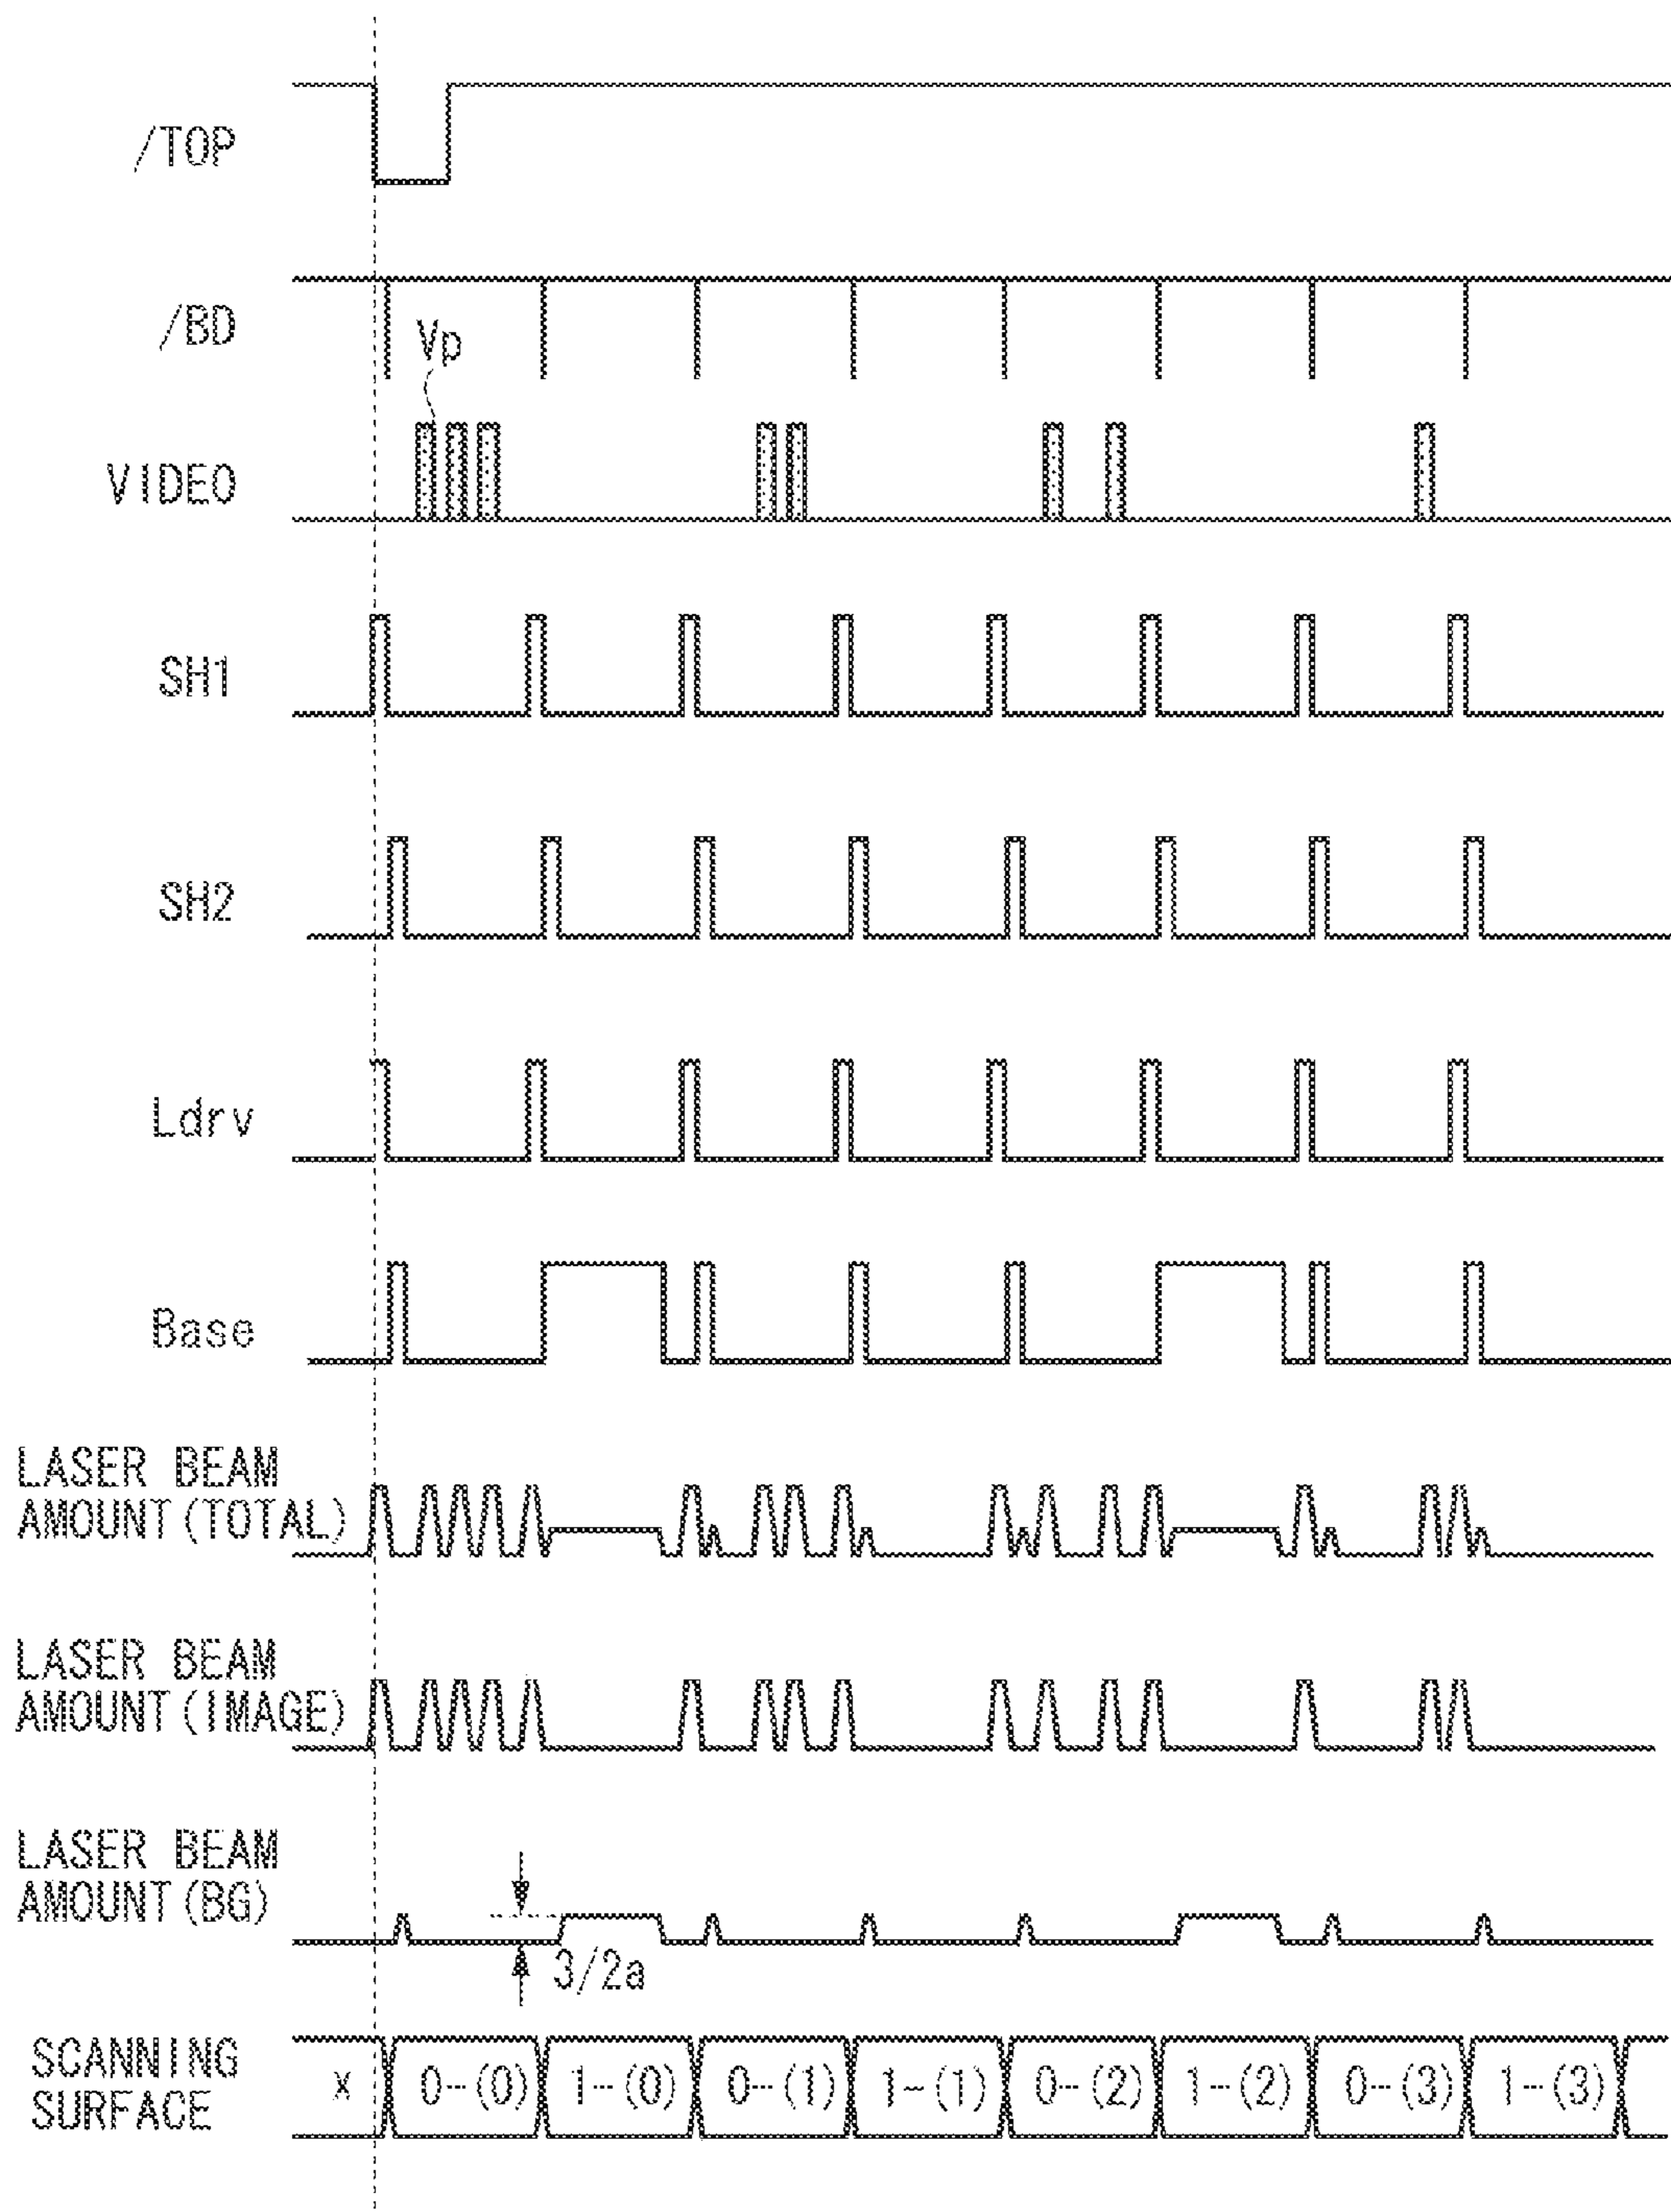 /TOP
/BD
Vp
VIDEO
SH1
SH2
Ldrv
Base
LASER BEAM
AMOUNT(TOTAL)
LASER BEAM
AMOUNT(IMAGE)
LASER BEAM
AMOUNT(BG)
3/2a
SCANNING
SURFACE
x 0-(0) 1-(0) 0-(1) 1-(1) 0-(2) 1-(2) 0-(3) 1-(3)